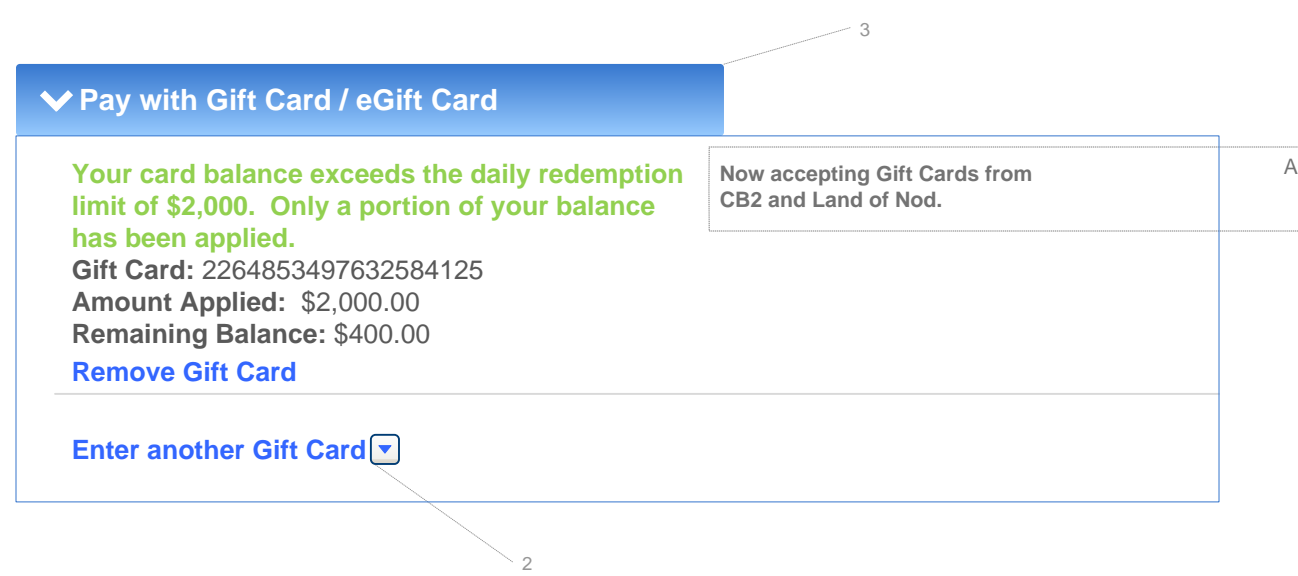 3
Pay with Gift Card / eGift Card
Your card balance exceeds the daily redemption
limit of $2,000.  Only a portion of your balance
has been applied.
Gift Card: 2264853497632584125
Amount Applied:  $2,000.00
Remaining Balance: $400.00
Remove Gift Card
Now accepting Gift Cards from
CB2 and Land of Nod.
A
Enter another Gift Card
2